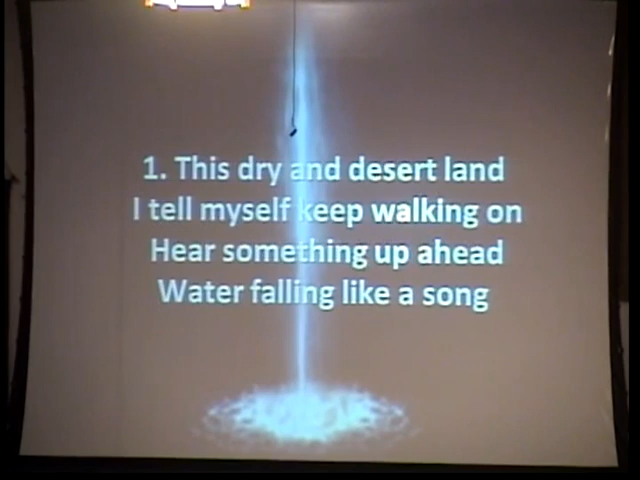 1. This dry and desert land
I tell myself keep walking on
Hear something up ahead
Water falling like a song